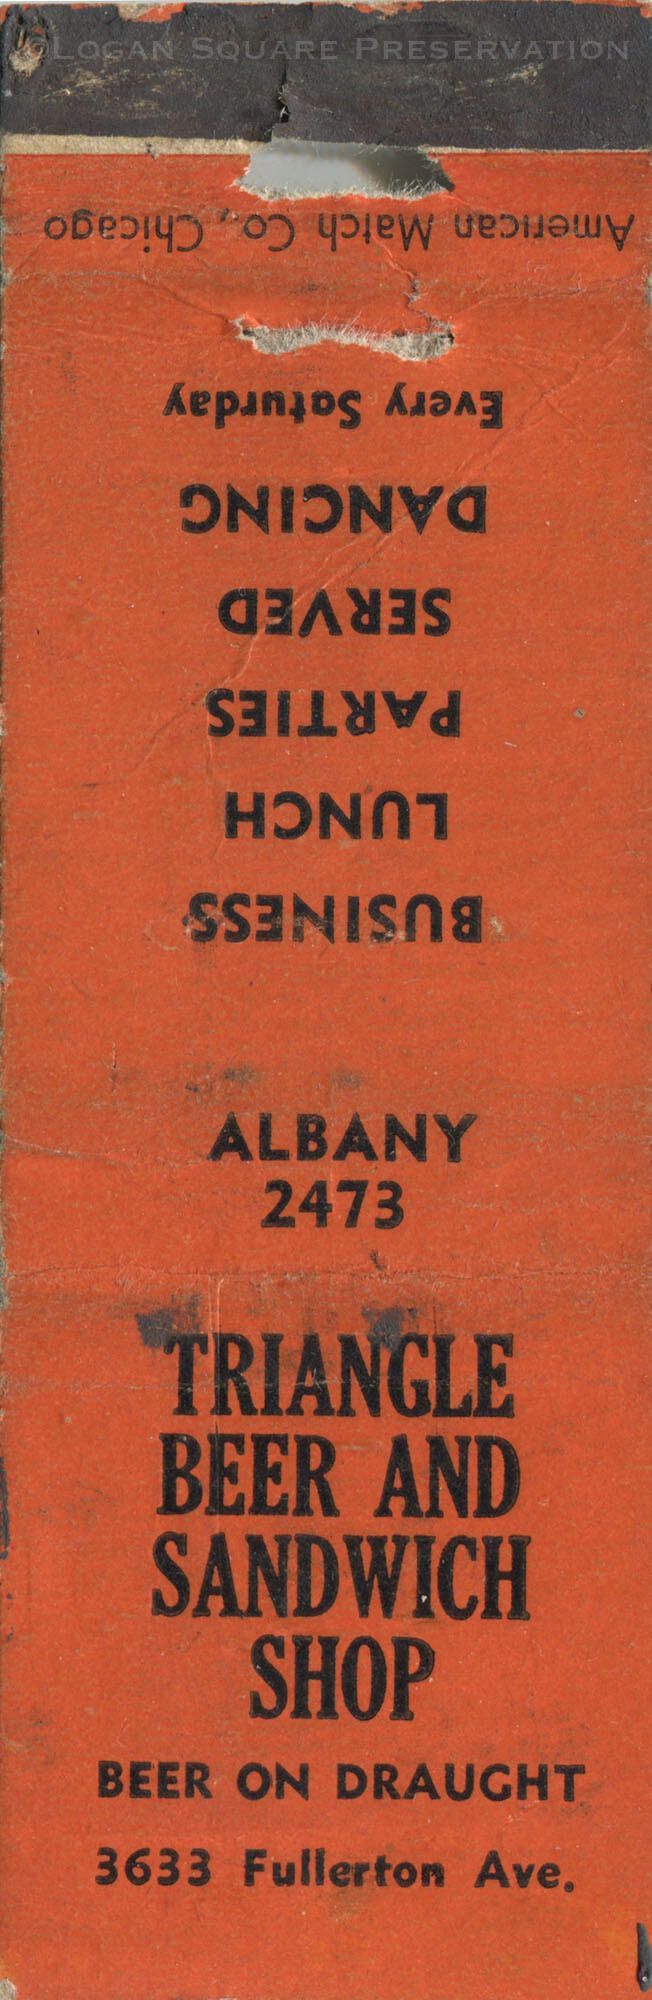 ©Logan Square Preservation
American Match Co., Chicago
Every Saturday
DANCING
SERVED
PARTIES
LUNCH
BUSINESS
ALBANY
2473
TRIANGLE
BEER AND
SANDWICH
SHOP
BEER ON DRAUGHT
3633 Fullerton Ave.